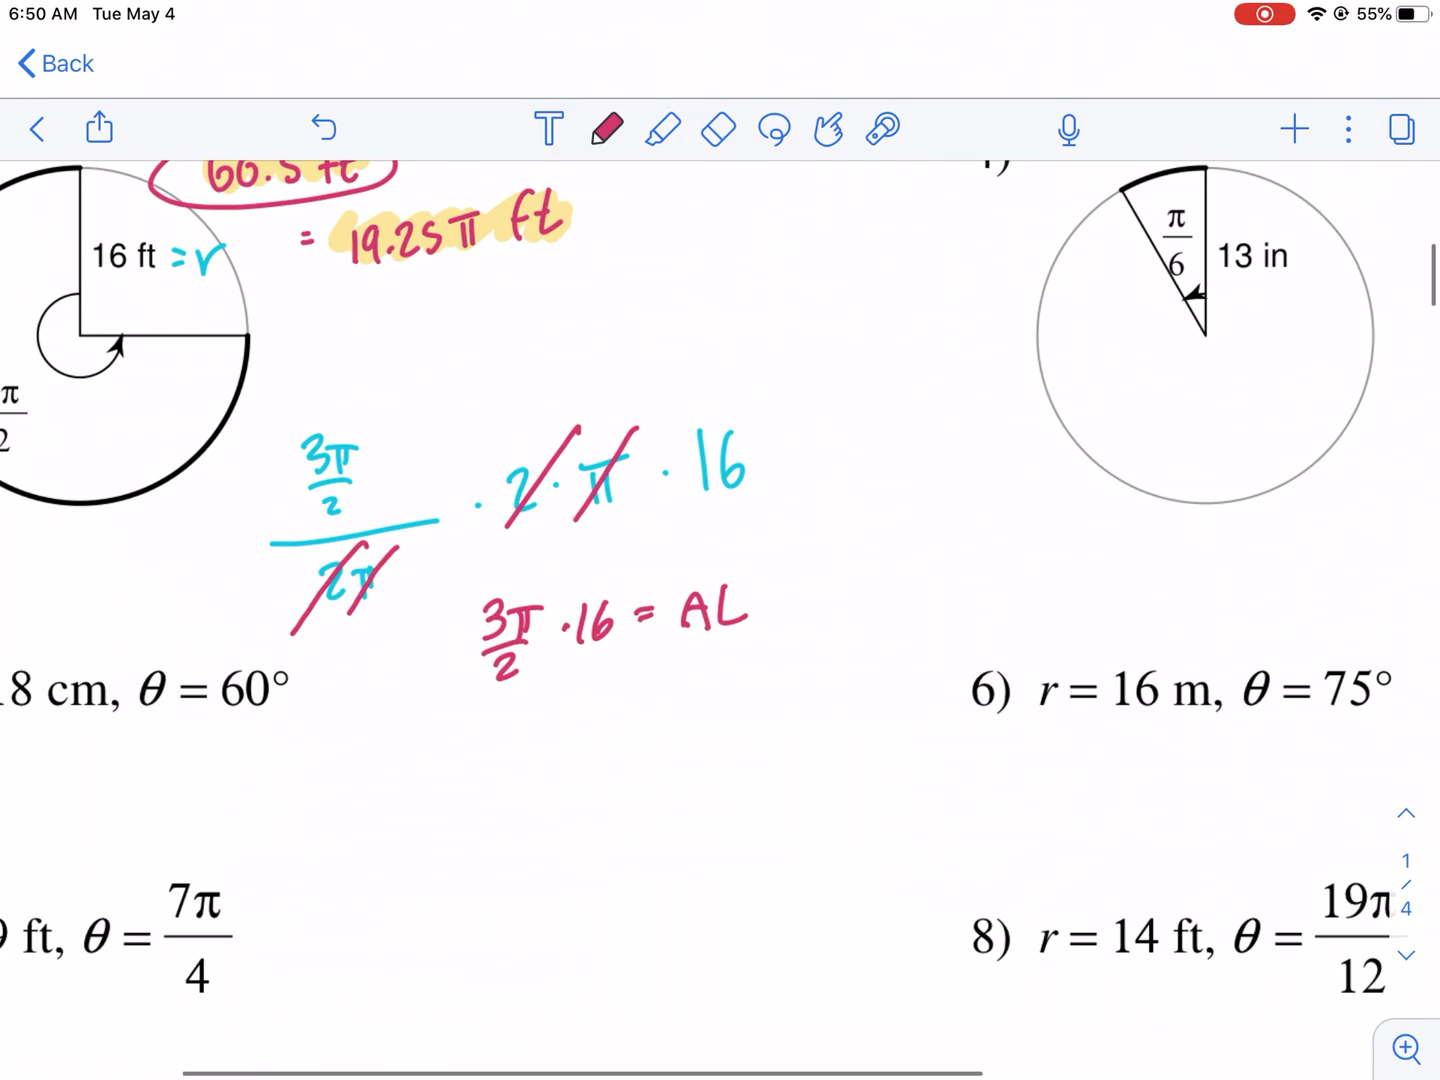 6:50 AM Tue May 4
55%
Back
T
60.5 ft
= 19.25π ft
16 ft = r
π/2
π/6
13 in
(3π/2)/(2π) · 2 · π · 16
3π/2 · 16 = AL
8 cm, θ = 60°
6) r = 16 m, θ = 75°
ft, θ = 7π/4
8) r = 14 ft, θ = 19π/12
1/4